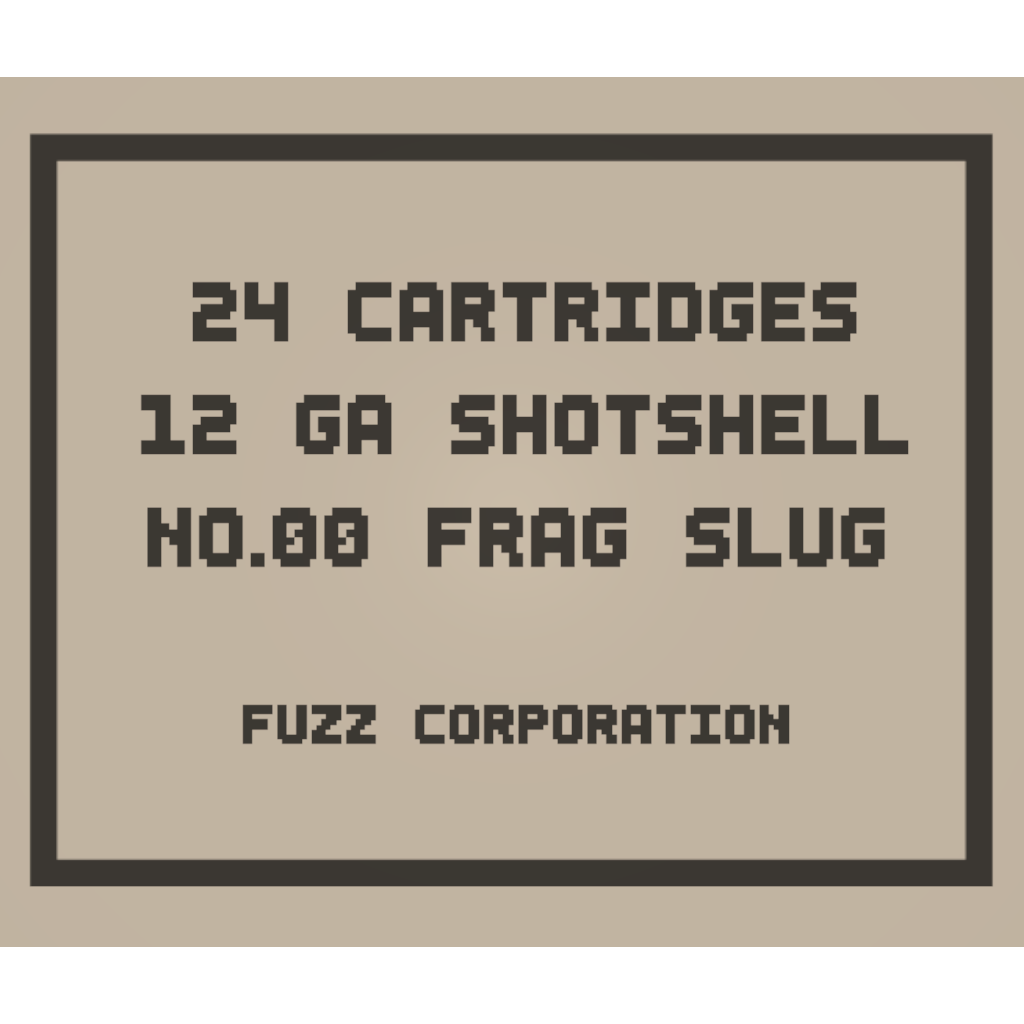 24 CARTRIDGES
12 GA SHOTSHELL
NO.00 FRAG SLUG
FUZZ CORPORATION